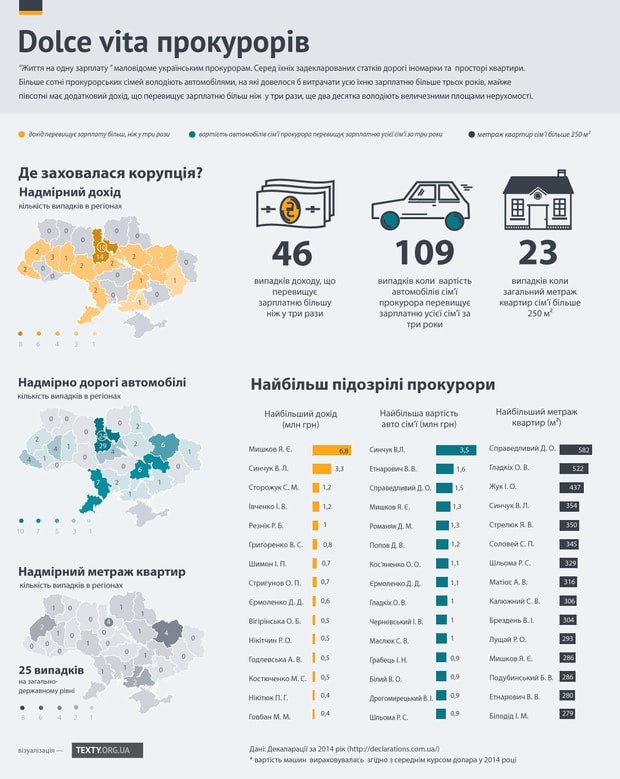 Dolce vita прокурорів
"Життя на одну зарплату " маловідоме українським прокурорам. Серед їхніх задекларованих статків дорогі іномарки та просторі квартири.
Більше сотні прокурорських сімей володіють автомобілями, на які довелося б витрачати усю їхню зарплатню більше трьох років, майже
півсотні має додатковий дохід, що перевищує зарплатню більш ніж у три рази, ще два десятка володіють величезними площами нерухомості.
дохід перевищує зарплату більш, ніж у три рази
вартість автомобілів сім'ї прокурора перевищує зарплатню усієї сім'ї за три роки
метраж квартир сім'ї більше 250 м²
Де заховалася корупція?
Надмірний дохід
кількість випадків в регіонах
8 6 4 2 1
46
випадків доходу, що
перевищує
зарплатню більшу
ніж у три рази
109
випадків коли вартість
автомобілів сім'ї
прокурора перевищує
зарплатню усієї сім'ї за
три роки
23
випадків коли
загальний метраж
квартир сім'ї більше
250 м²
Надмірно дорогі автомобілі
кількість випадків в регіонах
10 7 5 3 1
Надмірний метраж квартир
кількість випадків в регіонах
25 випадків
на загально-
державному рівні
8 6 4 2 1
Найбільш підозрілі прокурори
Найбільший дохід
(млн грн)
Мишков Я. Є. 6,8
Синчук В. Л. 3,3
Сторожук С. М. 1,2
Івченко І. В. 1,2
Резнік Р. Б. 1
Григоренко В. С. 0,8
Шимон І. П. 0,7
Стригунов О. П. 0,7
Єрмоленко Д. Д. 0,6
Вігірінська О. Б. 0,5
Нікітчин Р. О. 0,5
Годлевська А. В. 0,5
Костюченко М. С. 0,5
Нікітюк П. Г. 0,4
Говбан М. М. 0,4
Найбільша вартість
авто сім'ї (млн грн)
Синчук В.Л. 3,5
Етнарович В. В. 1,6
Справедливий Д. О. 1,5
Мишков Я. Є. 1,3
Романяк Д. М. 1,3
Попов Д. В. 1,2
Кос'яненко О. О. 1,1
Єрмоленко Д. Д. 1,1
Гладкіх О. В. 1
Черновський І. В. 1
Маслюк С. В. 1
Грабець І. Н. 0,9
Білий В. О. 0,9
Дрогомирецький В. І. 0,9
Шльома Р. С. 0,9
Найбільший метраж
квартир (м²)
Справедливий Д. О. 582
Гладкіх О. В. 522
Жук І. О. 437
Синчук В.Л. 354
Стрелюк Я. В. 350
Соловей С. П. 345
Шльома Р. С. 329
Матіос А. В. 316
Калюжний С. В. 306
Брездень В. І. 304
Лущай Р. О. 293
Мишков Я. Є. 286
Подубинський Б. В. 286
Етнарович В. В. 280
Білодід І. М. 279
візуалізація — TEXTY.ORG.UA
Дані: Декаларації за 2014 рік (http://declarations.com.ua/)
* вартість машин вираховувалась згідно з середнім курсом долара у 2014 році